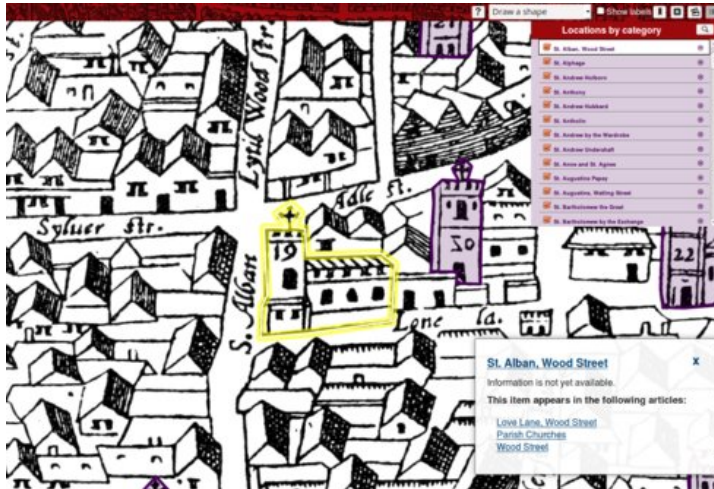 ? Draw a shape Show labels
Locations by category
St. Alban, Wood Street
St. Alphage
St. Andrew Holborn
St. Anthony
St. Andrew Hubbard
St. Antholin
St. Andrew by the Wardrobe
St. Andrew Undershaft
St. Anne and St. Agnes
St. Augustine Papey
St. Augustine, Watling Street
St. Bartholomew the Great
St. Bartholomew by the Exchange
21
Lytil Wood str.
Adle st.
Syluer str.
19
20
22
S. Alban
Lone la.
St. Alban, Wood Street x
Information is not yet available.
This item appears in the following articles:
Love Lane, Wood Street
Parish Churches
Wood Street